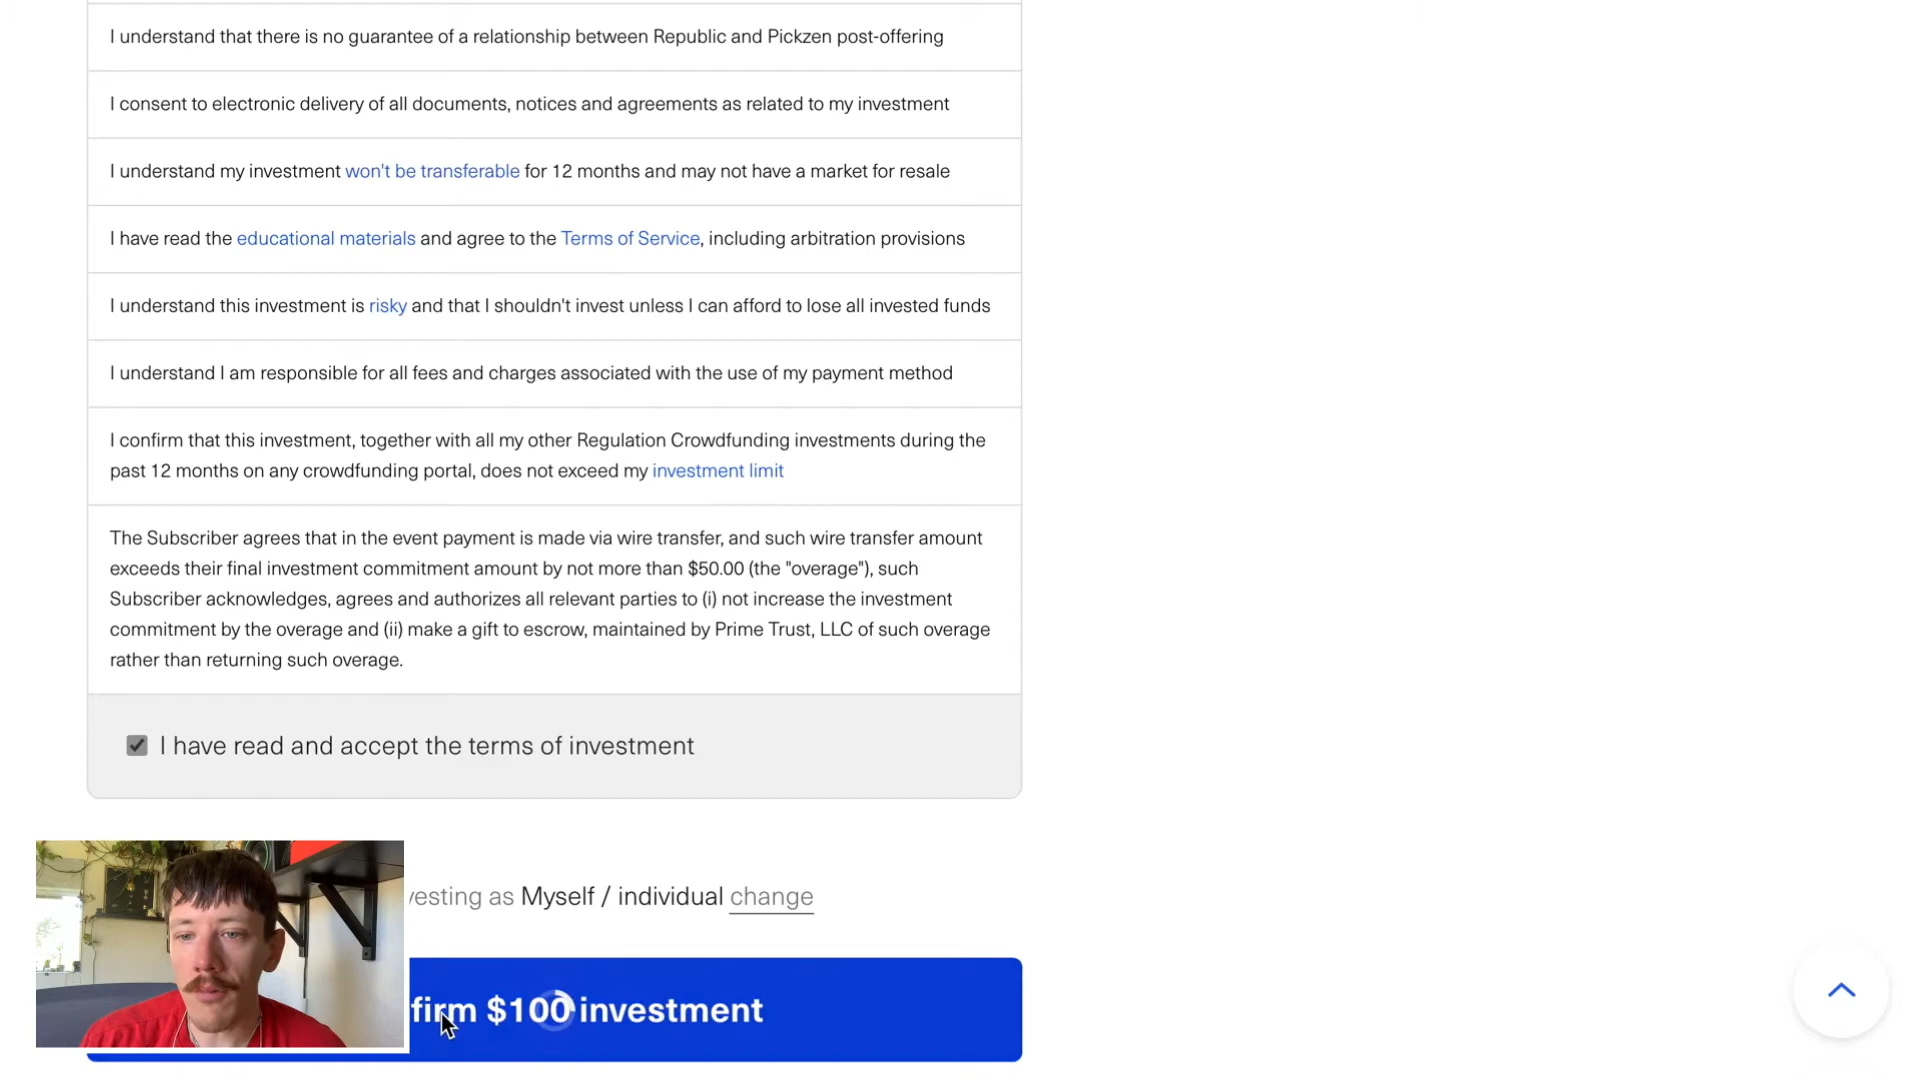 I understand that there is no guarantee of a relationship between Republic and Pickzen post-offering
I consent to electronic delivery of all documents, notices and agreements as related to my investment
I understand my investment won't be transferable for 12 months and may not have a market for resale
I have read the educational materials and agree to the Terms of Service, including arbitration provisions
I understand this investment is risky and that I shouldn't invest unless I can afford to lose all invested funds
I understand I am responsible for all fees and charges associated with the use of my payment method
I confirm that this investment, together with all my other Regulation Crowdfunding investments during the
past 12 months on any crowdfunding portal, does not exceed my investment limit
The Subscriber agrees that in the event payment is made via wire transfer, and such wire transfer amount
exceeds their final investment commitment amount by not more than $50.00 (the "overage"), such
Subscriber acknowledges, agrees and authorizes all relevant parties to (i) not increase the investment
commitment by the overage and (ii) make a gift to escrow, maintained by Prime Trust, LLC of such overage
rather than returning such overage.
I have read and accept the terms of investment
vesting as Myself / individual change
firm $100 investment